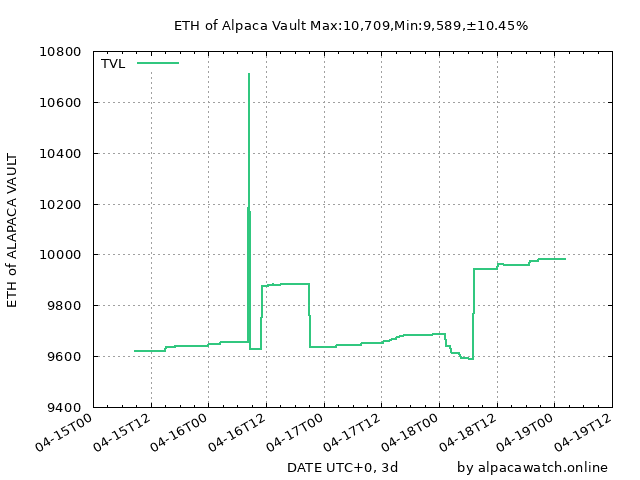 ETH of Alpaca Vault Max:10,709,Min:9,589,±10.45%
TVL
10800
10600
10400
10200
10000
9800
9600
9400
ETH of ALAPACA VAULT
04-15T00
04-15T12
04-16T00
04-16T12
04-17T00
04-17T12
04-18T00
04-18T12
04-19T00
04-19T12
DATE UTC+0, 3d
by alpacawatch.online